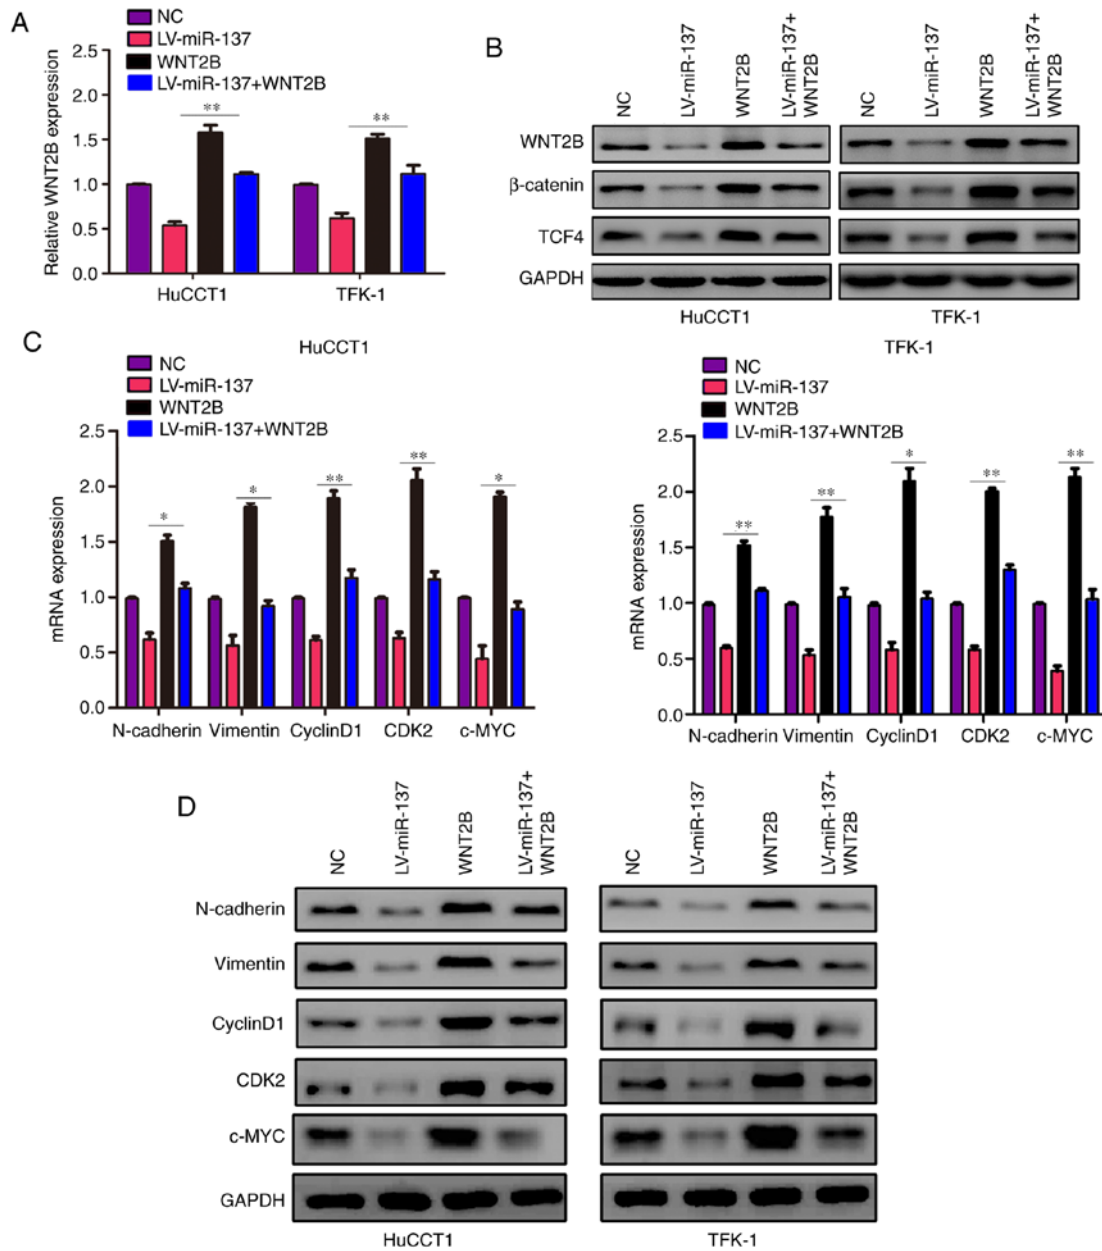 A
NC
LV-miR-137
WNT2B
LV-miR-137+WNT2B
Relative WNT2B expression
2.5
2.0
1.5
1.0
0.5
0.0
** **
HuCCT1 TFK-1
B
NC LV-miR-137 WNT2B LV-miR-137+ WNT2B NC LV-miR-137 WNT2B LV-miR-137+ WNT2B
WNT2B
β-catenin
TCF4
GAPDH
HuCCT1 TFK-1
C
HuCCT1
NC
LV-miR-137
WNT2B
LV-miR-137+WNT2B
mRNA expression
2.5
2.0
1.5
1.0
0.5
0.0
* * ** ** *
N-cadherin Vimentin CyclinD1 CDK2 c-MYC
TFK-1
NC
LV-miR-137
WNT2B
LV-miR-137+WNT2B
mRNA expression
2.5
2.0
1.5
1.0
0.5
0.0
** ** * ** **
N-cadherin Vimentin CyclinD1 CDK2 c-MYC
D
NC LV-miR-137 WNT2B LV-miR-137+ WNT2B NC LV-miR-137 WNT2B LV-miR-137+ WNT2B
N-cadherin
Vimentin
CyclinD1
CDK2
c-MYC
GAPDH
HuCCT1 TFK-1